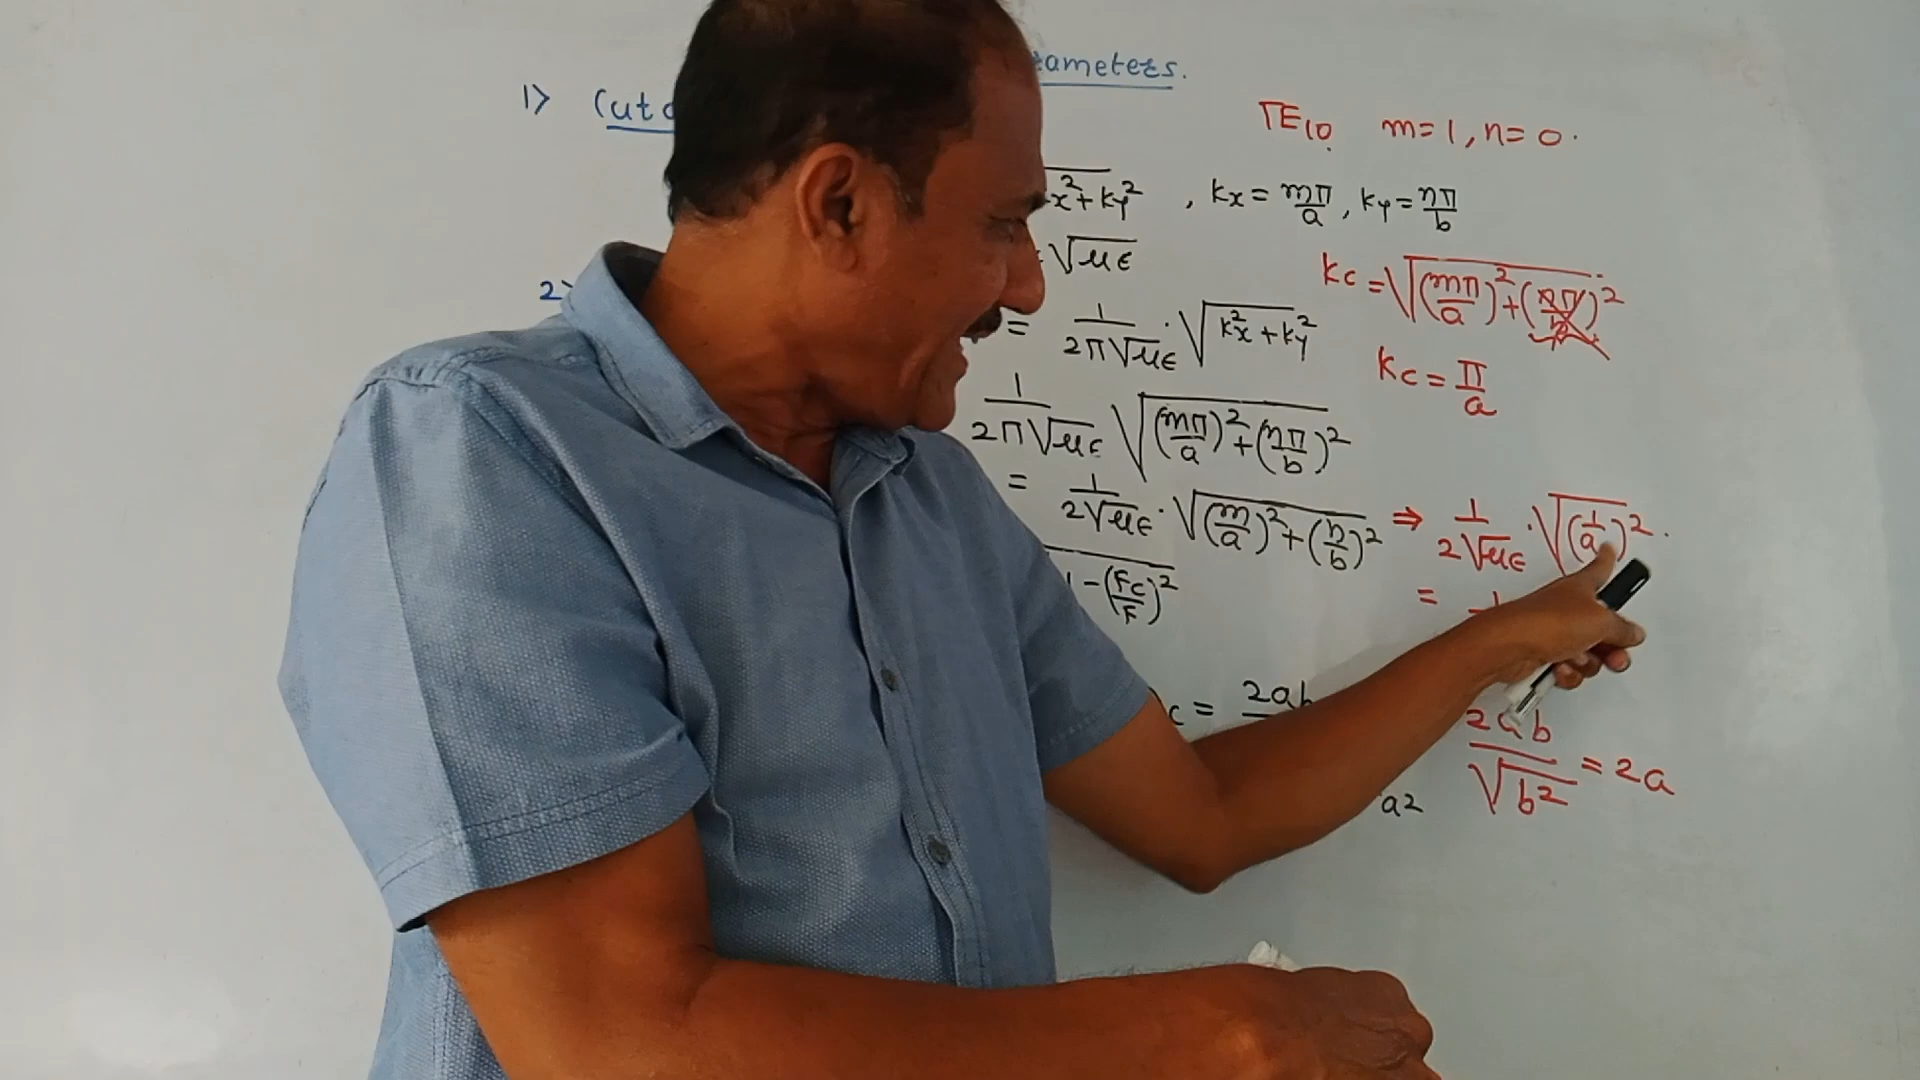 rameters.
1> Cut o
TE10 m=1, n=0.
x²+ky² , kx = mπ/a , ky = nπ/b
= √με
kc = √((mπ/a)²+(nπ/b)²)
2>
= 1/(2π√με) · √(kx²+ky²)
kc = π/a
1/(2π√με) √((mπ/a)²+(nπ/b)²)
= 1/(2√με) · √((m/a)²+(n/b)²) ⇒ 1/(2√με) · √((1/a)²) .
1-(Fc/F)²
=
c = 2ab
2ab/√b² = 2a
a2